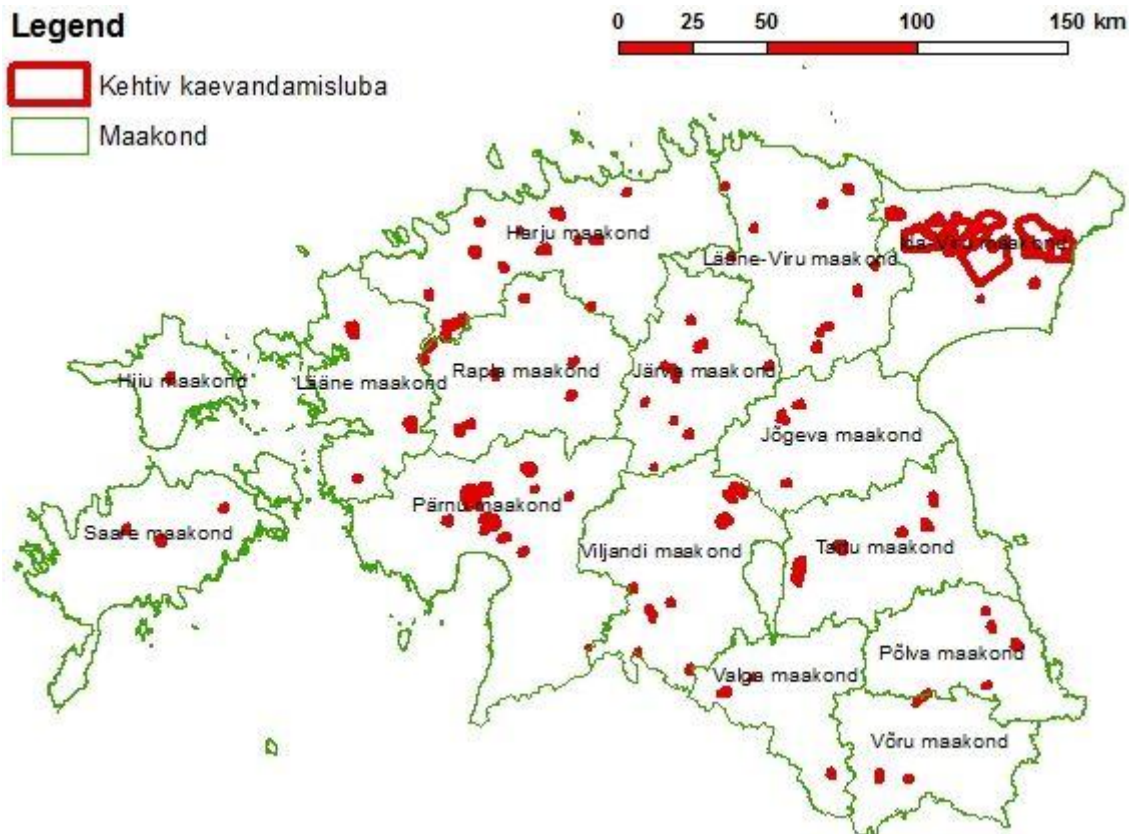 Legend
0 25 50 100 150 km
Kehtiv kaevandamisluba
Maakond
Harju maakond
Lääne-Viru maakond
Ida-Viru maakond
Hiiu maakond
Lääne maakond
Rapla maakond
Järva maakond
Jõgeva maakond
Saare maakond
Pärnu maakond
Viljandi maakond
Tartu maakond
Põlva maakond
Valga maakond
Võru maakond